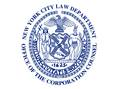 NEW YORK CITY LAW DEPARTMENT
OFFICE OF THE CORPORATION COUNSEL
1625